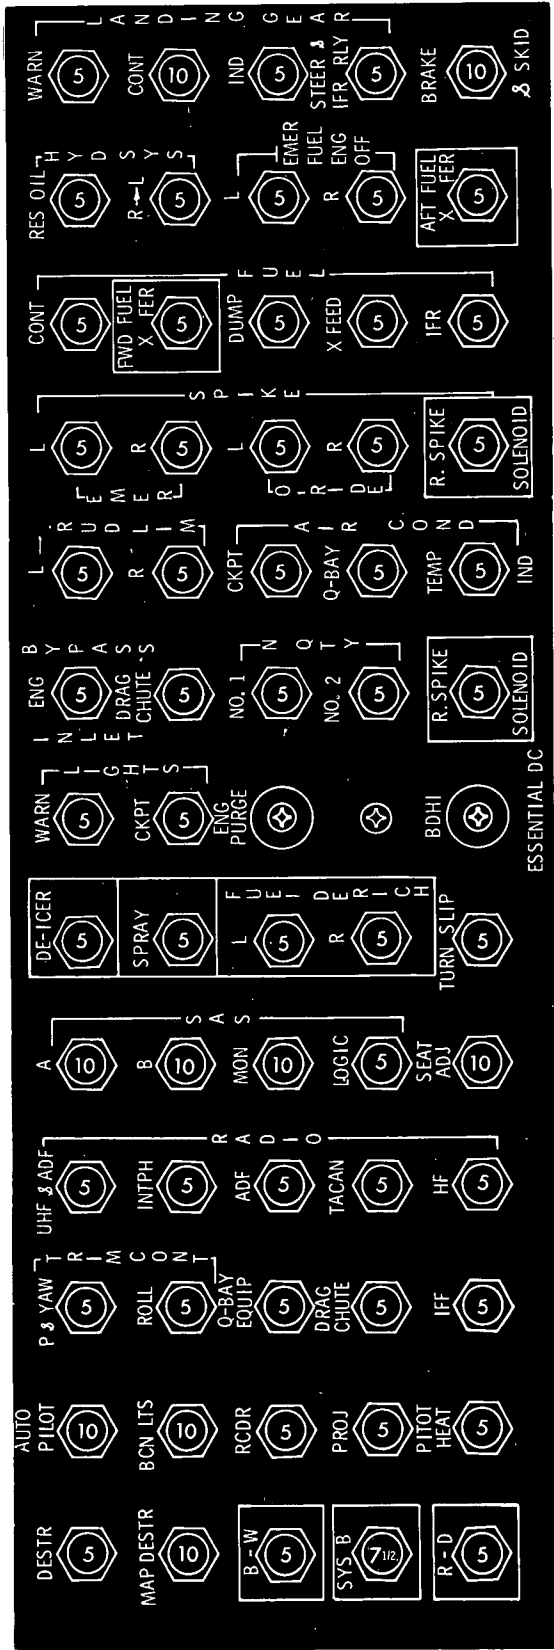 LANDING GEAR
WARN
5
CONT
10
IND
5
STEER &
IFR RLY
5
BRAKE
& SKID
10
HYD SYS
RES OIL
5
R→L
5
EMER
FUEL
ENG
OFF
L
5
R
5
AFT FUEL
X FER
5
FUEL
CONT
5
FWD FUEL
X FER
5
DUMP
5
X FEED
5
IFR
5
SPIKE
EMER
L
5
R
5
O'RIDE
L
5
R
5
R. SPIKE
SOLENOID
5
RUD LIM
L
5
R
5
AIR COND
CKPT
5
Q-BAY
5
TEMP
IND
5
ENG
BYPASS
INLET
5
DRAG
CHUTE'S
5
N QTY
NO. 1
5
NO. 2
5
R. SPIKE
SOLENOID
5
LIGHTS
WARN
5
CKPT
5
ENG
PURGE
BDHI
ESSENTIAL DC
DE-ICER
5
SPRAY
5
FUEL DERICH
L
5
R
5
TURN SLIP
5
SAS
A
10
B
10
MON
10
LOGIC
5
SEAT
ADJ
10
RADIO
UHF & ADF
5
INTPH
5
ADF
5
TACAN
5
HF
5
TRIM CONT
P & YAW
5
ROLL
5
Q-BAY
EQUIP
5
DRAG
CHUTE
5
IFF
5
AUTO
PILOT
10
BCN LTS
10
RCDR
5
PROJ
5
PITOT
HEAT
5
DESTR
5
MAP DESTR
10
B - W
5
SYS B
7 1/2
R - D
5